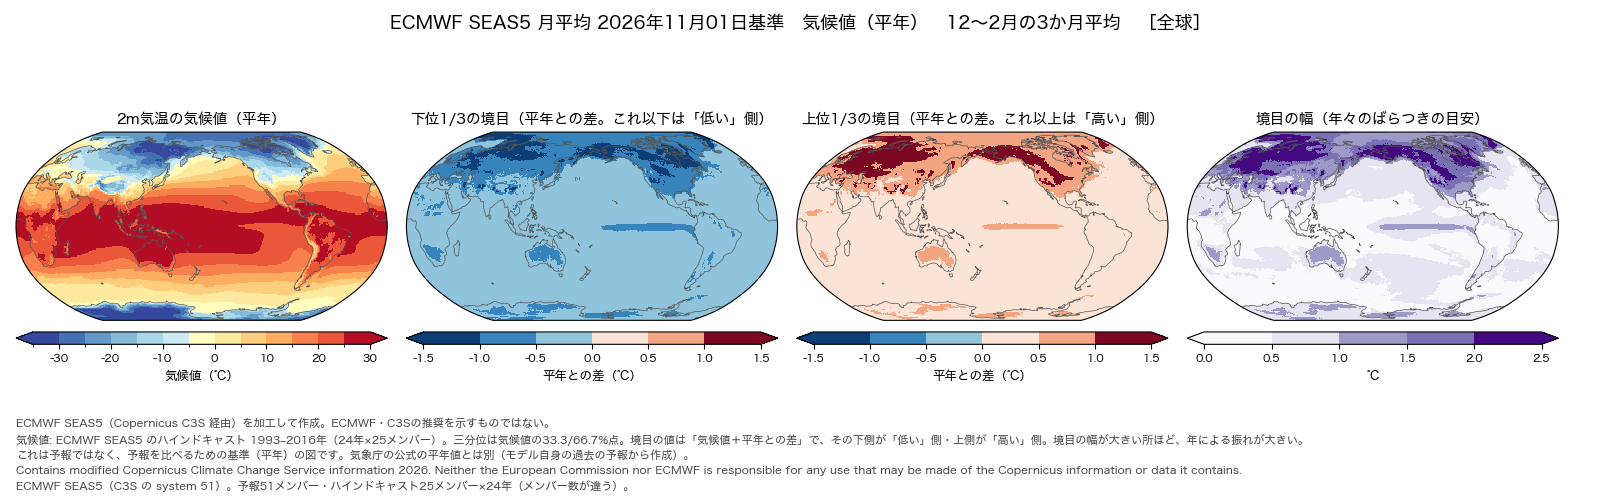 ECMWF SEAS5 月平均 2026年11月01日基準　気候値（平年）　12～2月の3か月平均　［全球］
2m気温の気候値（平年）
下位1/3の境目（平年との差。これ以下は「低い」側）
上位1/3の境目（平年との差。これ以上は「高い」側）
境目の幅（年々のばらつきの目安）
-30 -20 -10 0 10 20 30
-1.5 -1.0 -0.5 0.0 0.5 1.0 1.5
-1.5 -1.0 -0.5 0.0 0.5 1.0 1.5
0.0 0.5 1.0 1.5 2.0 2.5
気候値（℃）
平年との差（℃）
平年との差（℃）
℃
ECMWF SEAS5（Copernicus C3S 経由）を加工して作成。ECMWF・C3Sの推奨を示すものではない。
気候値: ECMWF SEAS5 のハインドキャスト 1993–2016年（24年×25メンバー）。三分位は気候値の33.3/66.7%点。境目の値は「気候値＋平年との差」で、その下側が「低い」側・上側が「高い」側。境目の幅が大きい所ほど、年による振れが大きい。
これは予報ではなく、予報を比べるための基準（平年）の図です。気象庁の公式の平年値とは別（モデル自身の過去の予報から作成）。
Contains modified Copernicus Climate Change Service information 2026. Neither the European Commission nor ECMWF is responsible for any use that may be made of the Copernicus information or data it contains.
ECMWF SEAS5（C3S の system 51）。予報51メンバー・ハインドキャスト25メンバー×24年（メンバー数が違う）。